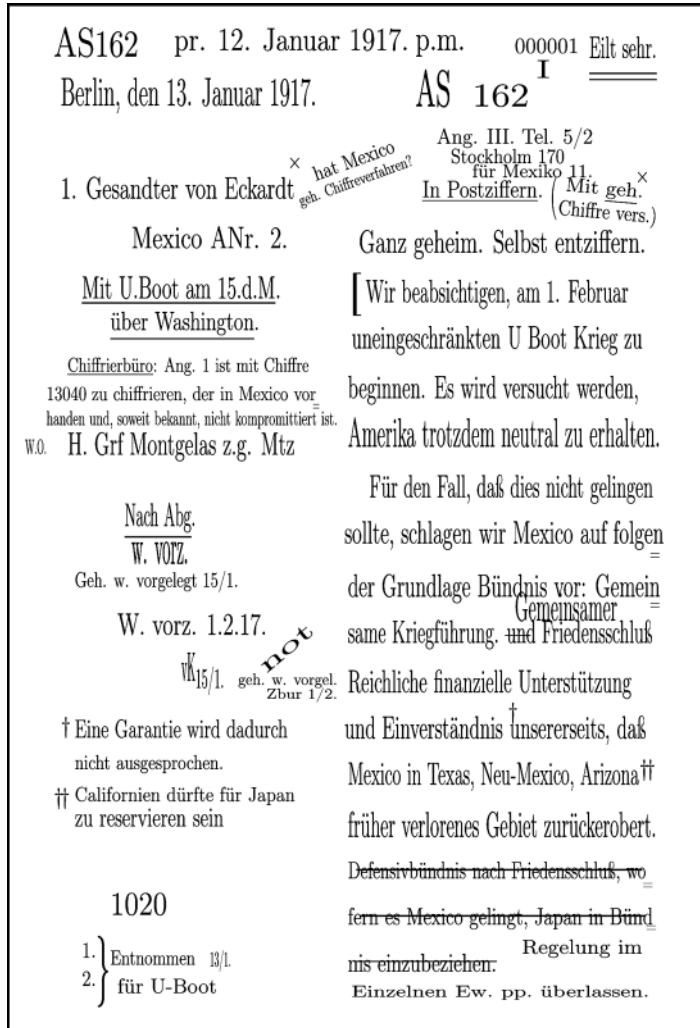 AS162 pr. 12. Januar 1917. p.m. 000001 Eilt sehr.
I
Berlin, den 13. Januar 1917. AS 162
1. Gesandter von Eckardt ×
hat Mexico
geh. Chiffreverfahren?
Mexico ANr. 2.
Mit U.Boot am 15.d.M.
über Washington.
Chiffrierbüro: Ang. 1 ist mit Chiffre
13040 zu chiffrieren, der in Mexico vor=
handen und, soweit bekannt, nicht kompromittiert ist.
W.O. H. Grf Montgelas z.g. Mtz
Nach Abg.
W. VORZ.
Geh. w. vorgelegt 15/1.
W. vorz. 1.2.17.
vK15/1.
not
geh. w. vorgel.
Zbur 1/2.
† Eine Garantie wird dadurch
nicht ausgesprochen.
†† Californien dürfte für Japan
zu reservieren sein
1020
1. } Entnommen 13/1.
2. } für U-Boot
Ang. III. Tel. 5/2
Stockholm 170
für Mexiko 11.
In Postziffern. (Mit geh. ×
Chiffre vers.)
Ganz geheim. Selbst entziffern.
[Wir beabsichtigen, am 1. Februar
uneingeschränkten U Boot Krieg zu
beginnen. Es wird versucht werden,
Amerika trotzdem neutral zu erhalten.
Für den Fall, daß dies nicht gelingen
sollte, schlagen wir Mexico auf folgen=
der Grundlage Bündnis vor: Gemein=
Gemeinsamer
same Kriegführung. und Friedensschluß
Reichliche finanzielle Unterstützung
und Einverständnis †unsererseits, daß
Mexico in Texas, Neu-Mexico, Arizona††
früher verlorenes Gebiet zurückerobert.
Defensivbündnis nach Friedensschluß, wo=
fern es Mexico gelingt, Japan in Bünd=
nis einzubeziehen. Regelung im
Einzelnen Ew. pp. überlassen.